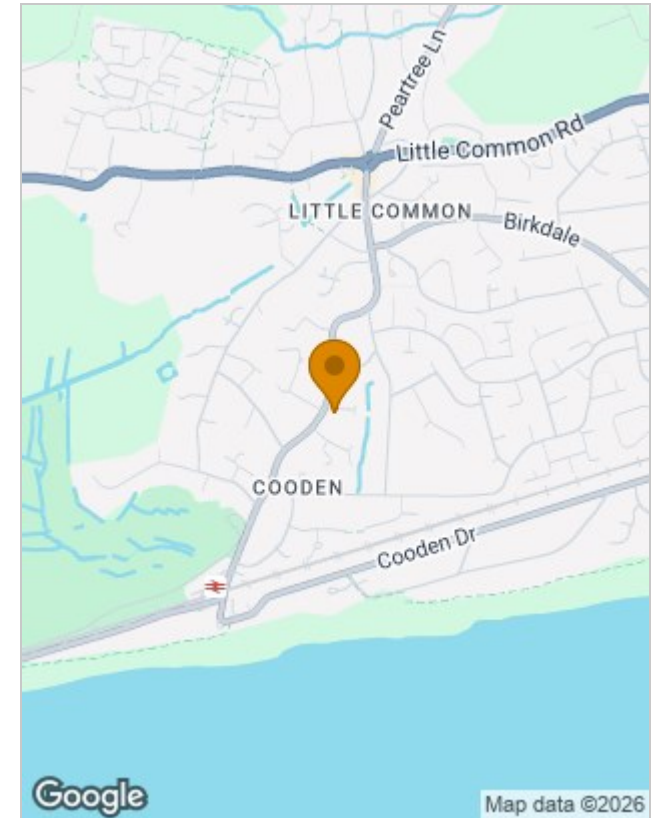 Peartree Ln
Little Common Rd
LITTLE COMMON
Birkdale
COODEN
Cooden Dr
Google
Map data ©2026